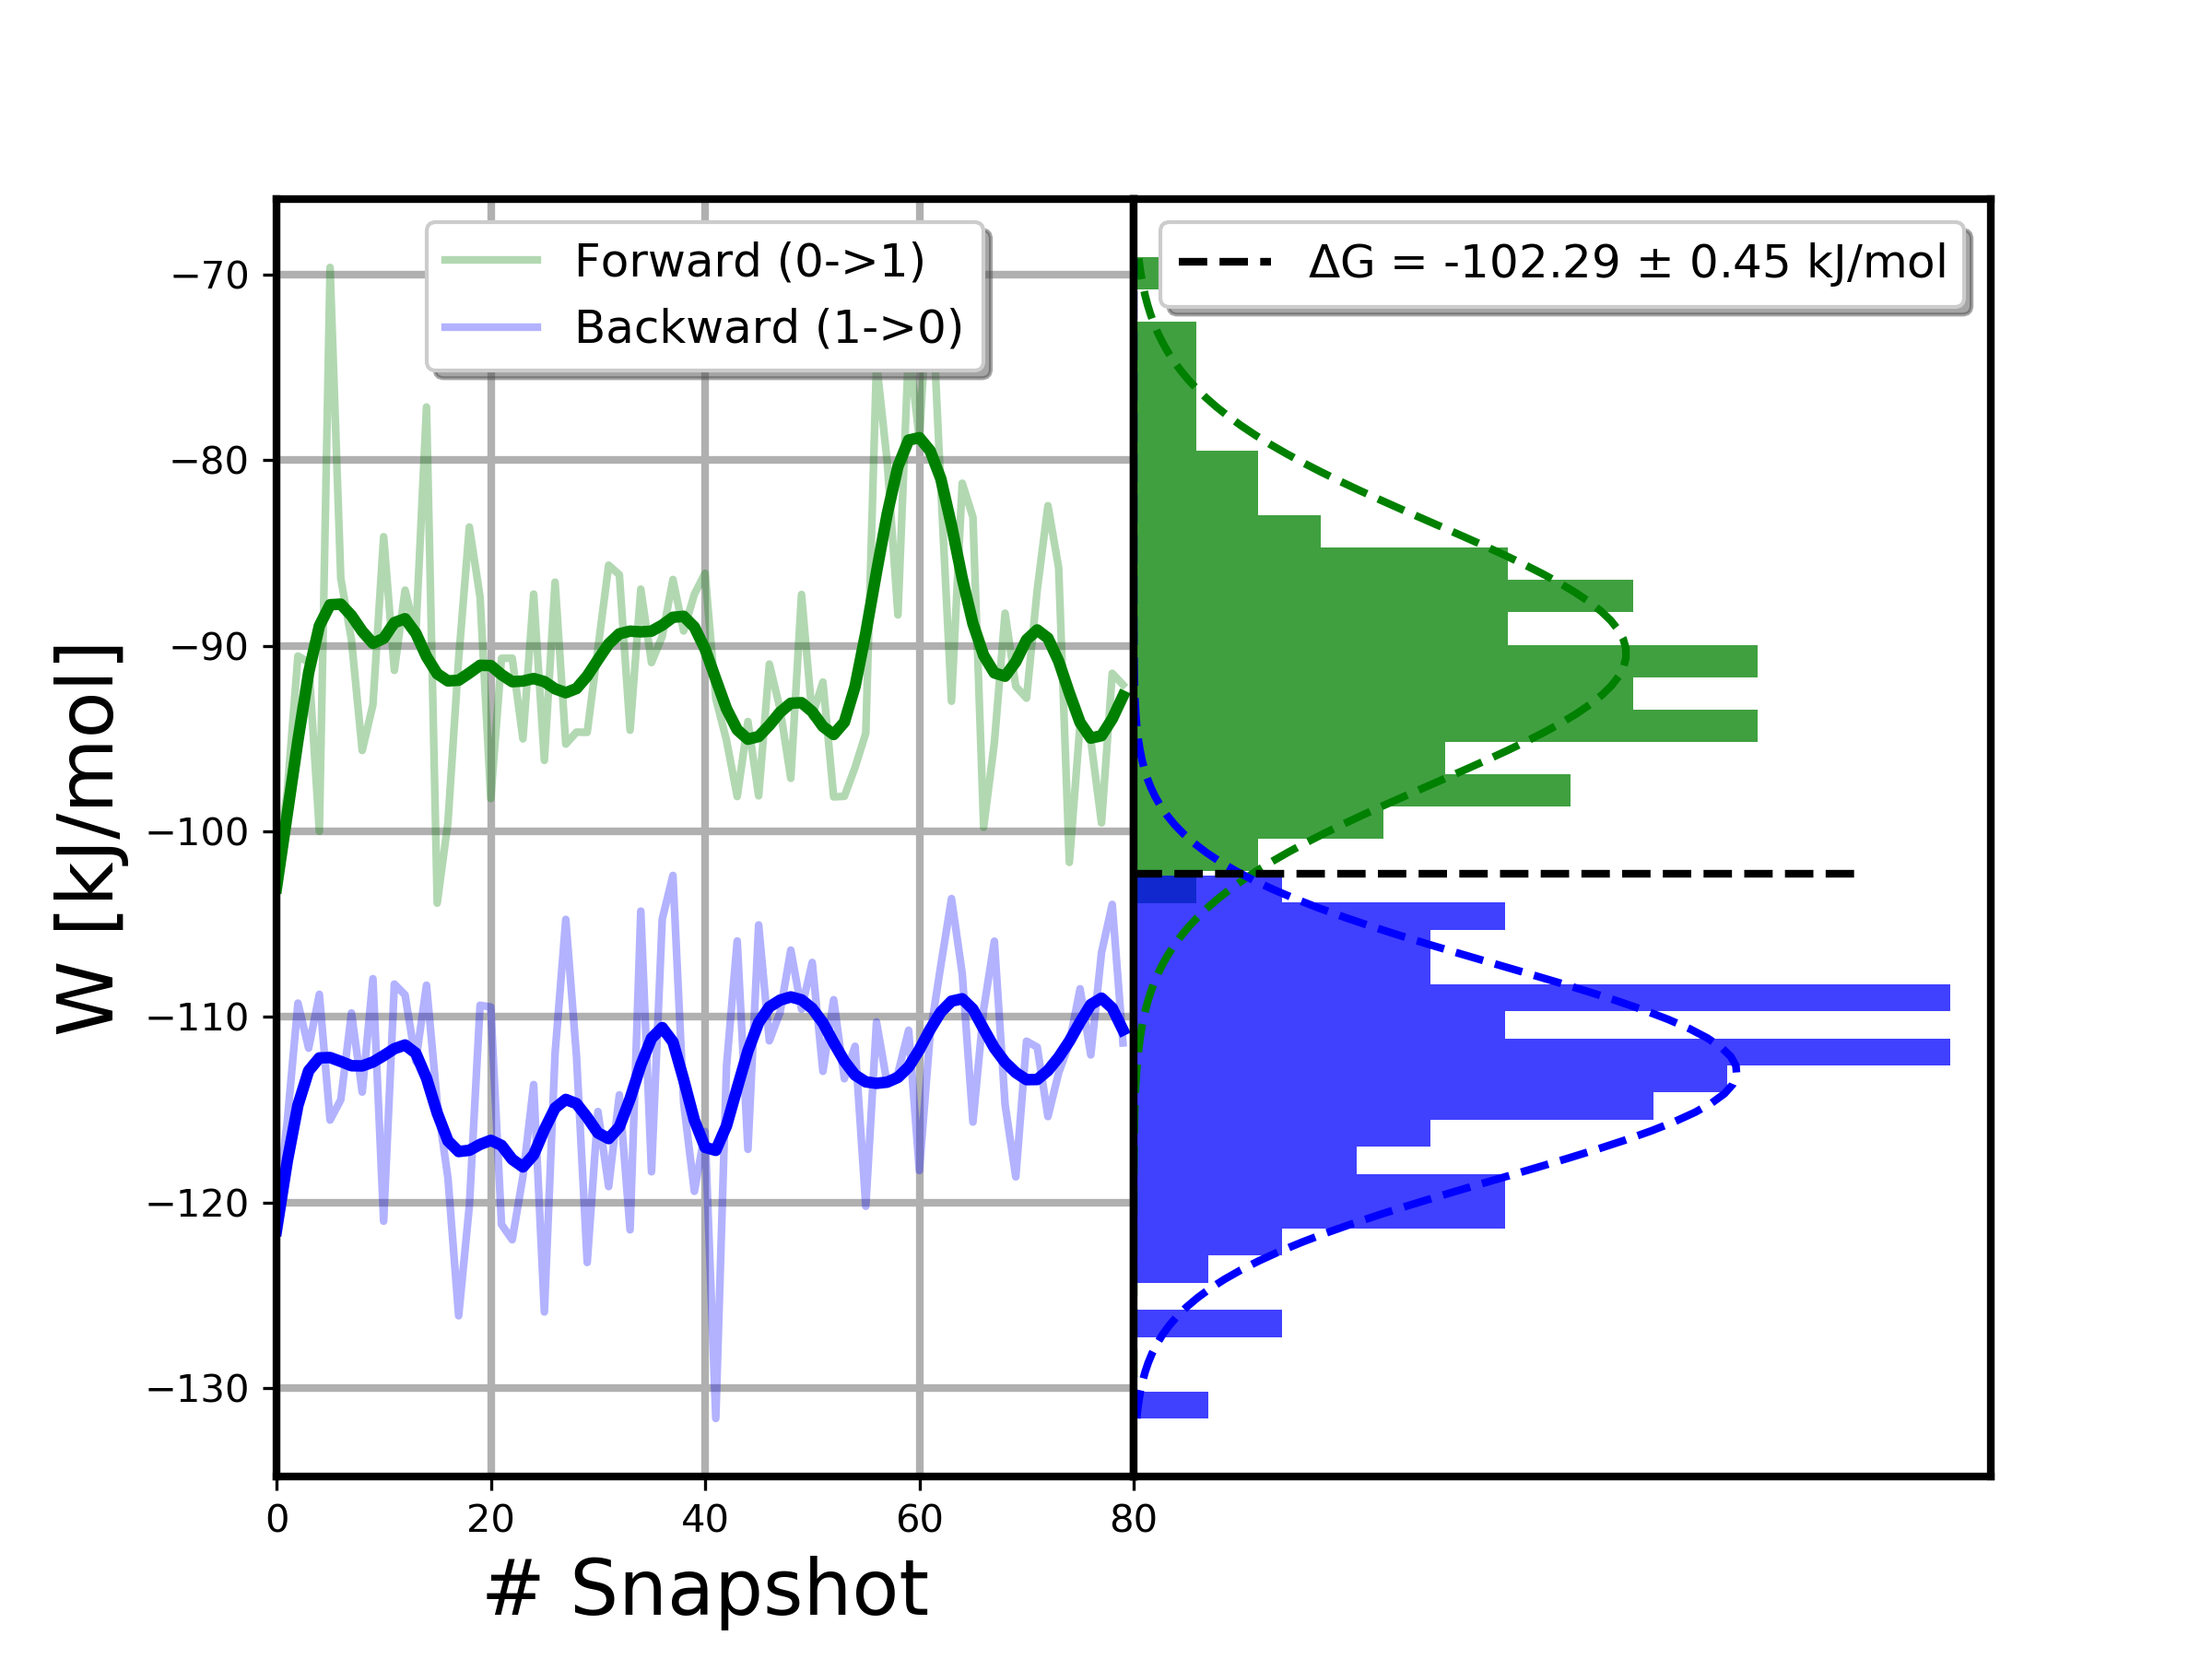 Forward (0->1)
Backward (1->0)
ΔG = -102.29 ± 0.45 kJ/mol
W [kJ/mol]
−70
−80
−90
−100
−110
−120
−130
0 20 40 60 80
# Snapshot